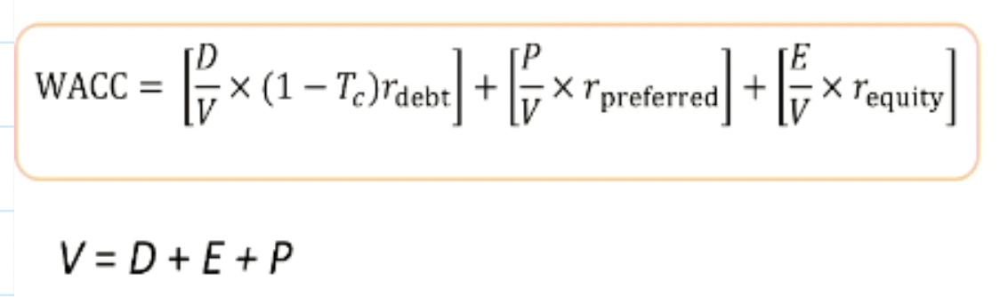 WACC = [D/V × (1 − T_c)r_debt] + [P/V × r_preferred] + [E/V × r_equity]
V = D + E + P